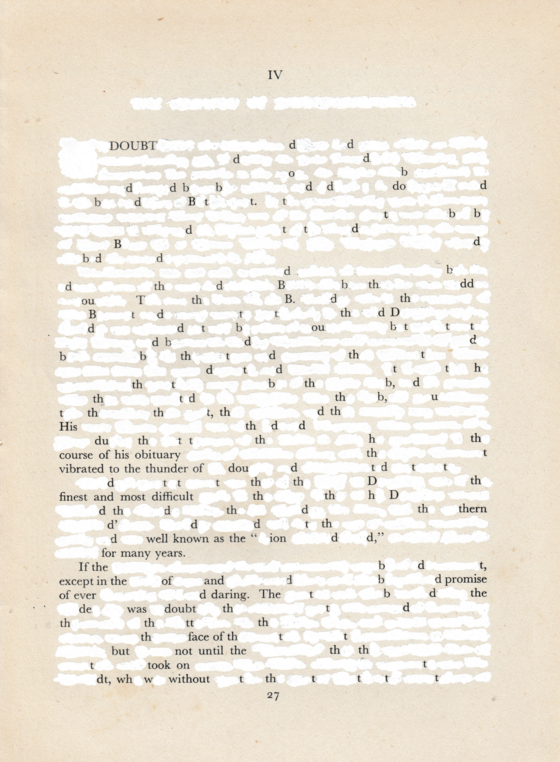 IV
DOUBT d d
d d
o b
d d b b d d do d
b d B t t. t
t b b
d t t d
B d
b d d
d b
d th d B b th dd
ou T th B. d th
B t d t t th d D
d d t b ou b t t t
d b d d
b b th t d th t
d t d t t h
th t b th b, d
th t d th b, u
t th th t, th d th
His th d d
du th t t th h th
course of his obituary th t
vibrated to the thunder of dou d t d t t
d t t t th th D th
finest and most difficult th th h D
d th d th d th thern
d' d d t th
d well known as the “ ion d d,”
for many years.
If the b d t,
except in the of and d b d promise
of ever d daring. The t b d the
de was doubt th t d
th th tt th
th face of th t t
but not until the th th
t took on t
dt, wh w without t th t t t t
27